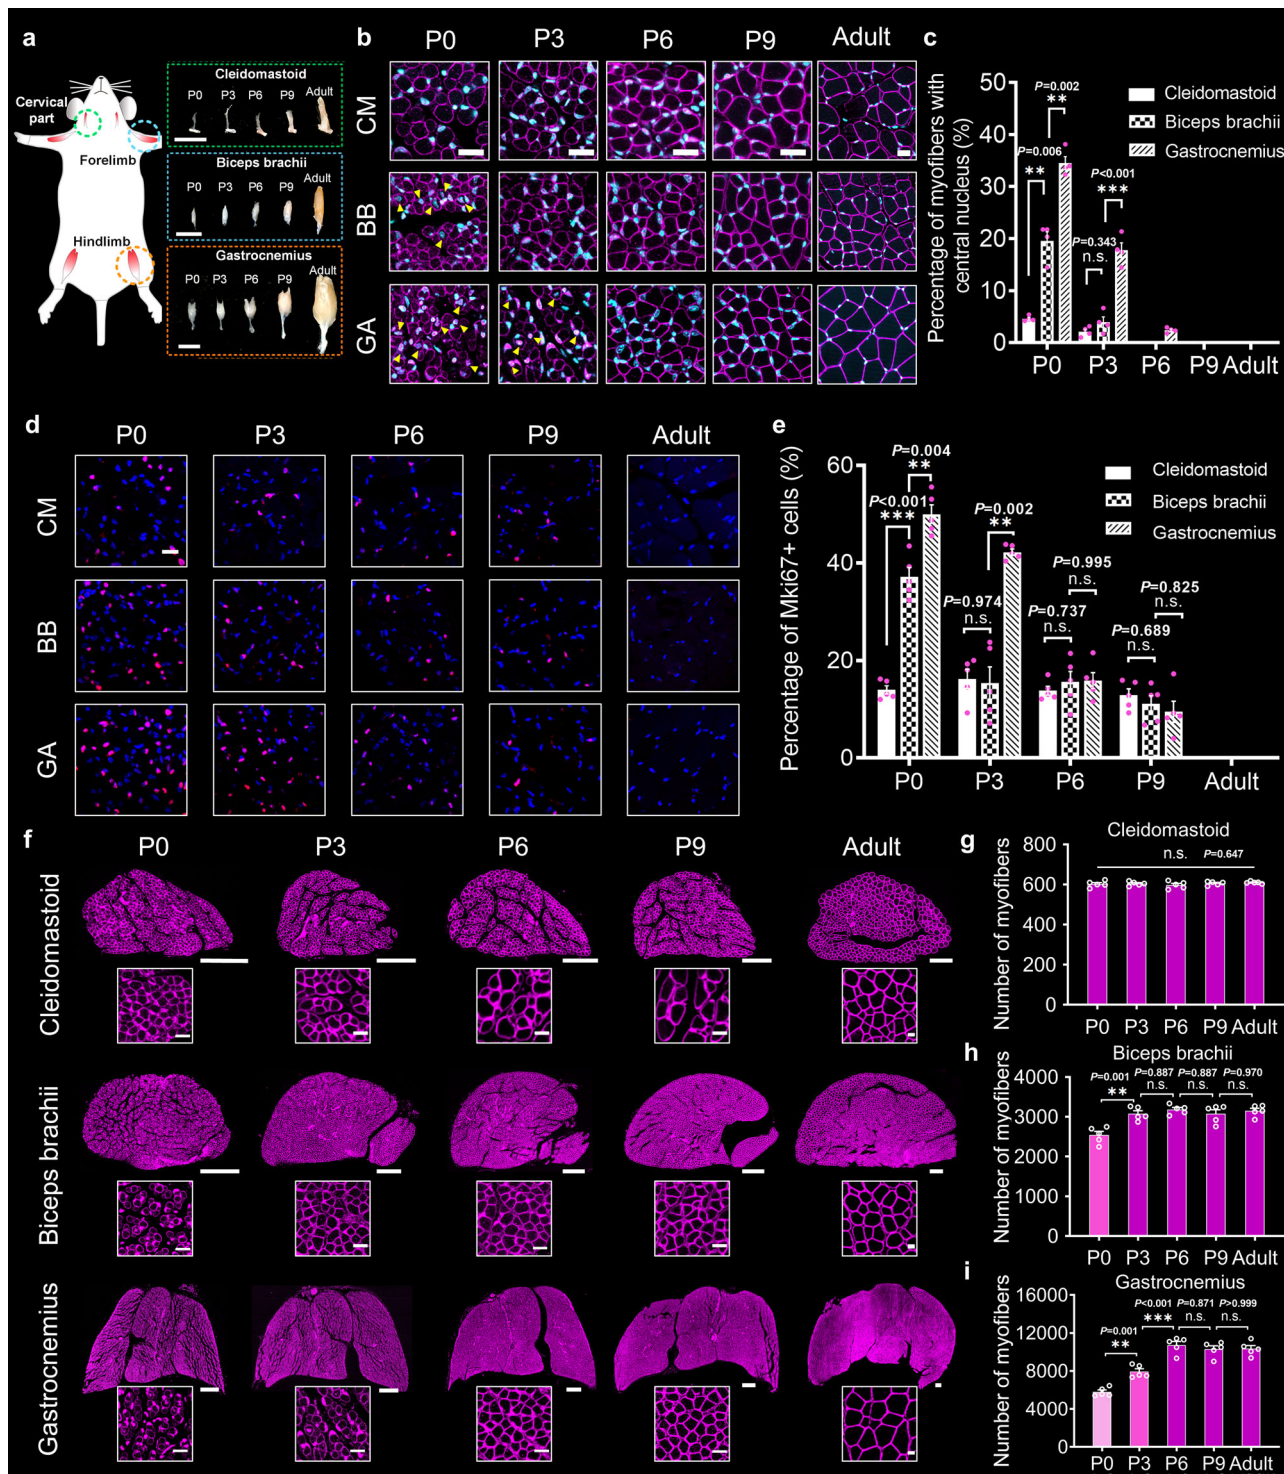 a
Cervical
part
Forelimb
Hindlimb
Cleidomastoid
P0 P3 P6 P9 Adult
Biceps brachii
P0 P3 P6 P9 Adult
Gastrocnemius
P0 P3 P6 P9 Adult
b
P0 P3 P6 P9 Adult
CM
BB
GA
c
Percentage of myofibers with
central nucleus (%)
50
40
30
20
10
0
P=0.002
**
P=0.006
**
P<0.001
***
P=0.343
n.s.
Cleidomastoid
Biceps brachii
Gastrocnemius
P0 P3 P6 P9 Adult
d
P0 P3 P6 P9 Adult
CM
BB
GA
e
Percentage of Mki67+ cells (%)
60
40
20
0
P=0.004
**
P<0.001
***
P=0.002
**
P=0.974
n.s.
P=0.995
n.s.
P=0.737
n.s.
P=0.825
n.s.
P=0.689
n.s.
Cleidomastoid
Biceps brachii
Gastrocnemius
P0 P3 P6 P9 Adult
f
P0 P3 P6 P9 Adult
Cleidomastoid
Biceps brachii
Gastrocnemius
g
Cleidomastoid
Number of myofibers
800
600
400
200
0
n.s. P=0.647
P0 P3 P6 P9 Adult
h
Biceps brachii
Number of myofibers
4000
3000
2000
1000
0
P=0.001 P=0.887 P=0.887 P=0.970
** n.s. n.s. n.s.
P0 P3 P6 P9 Adult
i
Gastrocnemius
Number of myofibers
16000
12000
8000
4000
0
P<0.001 P=0.871 P>0.999
*** n.s. n.s.
P=0.001
**
P0 P3 P6 P9 Adult